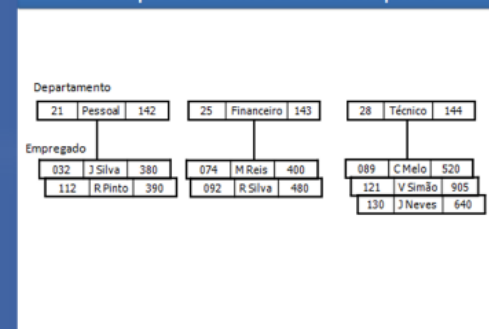 Departamento
21 Pessoal 142 25 Financeiro 143 28 Técnico 144
Empregado
032 J Silva 380 074 M Reis 400 089 C Melo 520
112 R Pinto 390 092 R Silva 480 121 V Simão 905
130 J Neves 640